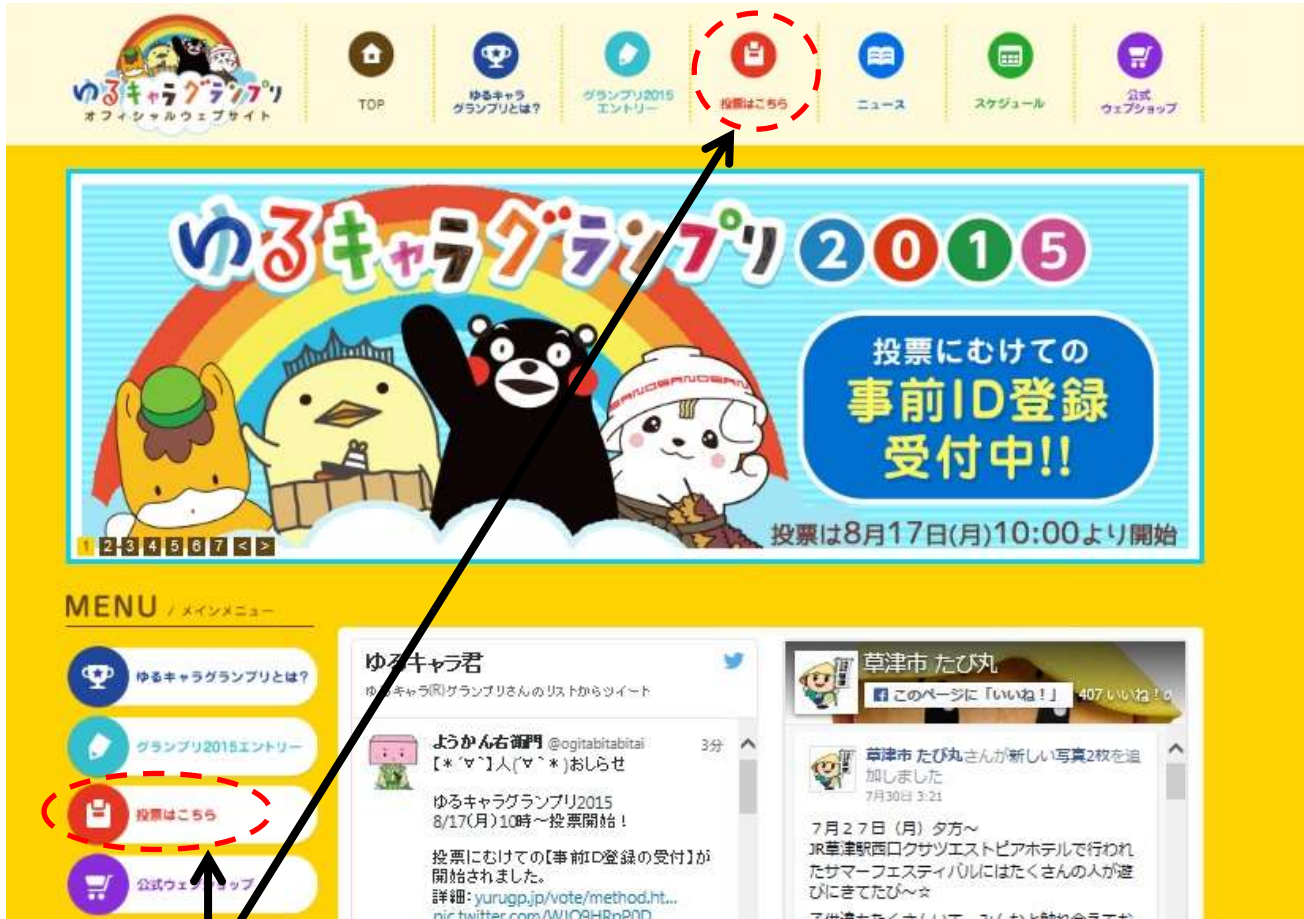 ゆるキャラグランプリ
オフィシャルウェブサイト
TOP
ゆるキャラ
グランプリとは?
グランプリ2015
エントリー
投票はこちら
ニュース
スケジュール
公式
ウェブショップ
ゆるキャラグランプリ 2015
SANOSANOSANO
投票にむけての
事前ID登録
受付中!!
投票は8月17日(月)10:00より開始
1 2 3 4 5 6 7 < >
MENU / メインメニュー
ゆるキャラグランプリとは?
グランプリ2015エントリー
投票はこちら
公式ウェブショップ
ゆるキャラ君
ゆるキャラ(R)グランプリさんのリストからツイート
ようかん右衛門 @ogitabitabitai 3分
【*´∀`】人(´∀`*)おしらせ
ゆるキャラグランプリ2015
8/17(月)10時~投票開始!
投票にむけての【事前ID登録の受付】が
開始されました。
詳細:yurugp.jp/vote/method.ht...
pic.twitter.com/WJO9HRpP0D
草津市 たび丸
このページに「いいね!」 407 いいね!
草津市 たび丸さんが新しい写真2枚を追
加しました
7月30日 3:21
7月27日(月)夕方~
JR草津駅西口クサツエストピアホテルで行われ
たサマーフェスティバルにはたくさんの人が遊
びにきてたび~☆